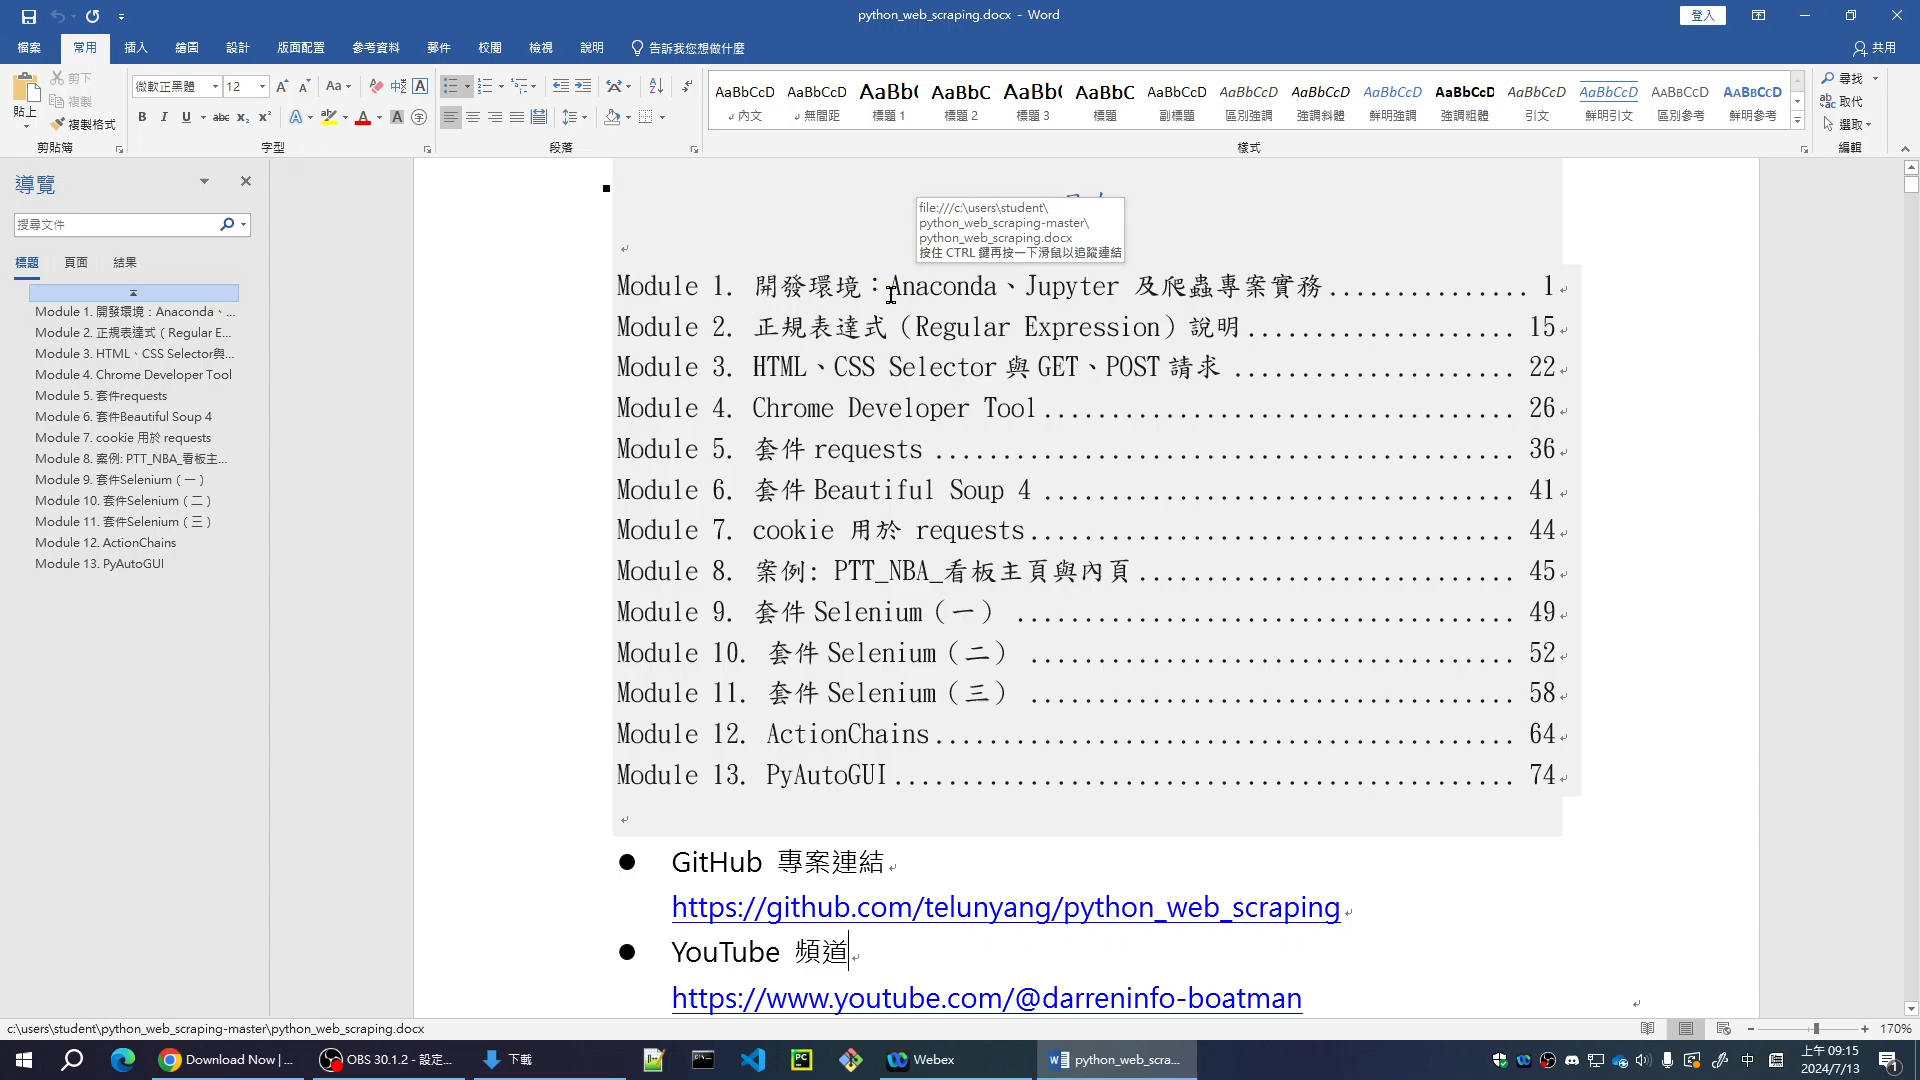 python_web_scraping.docx - Word
登入
檔案 常用 插入 繪圖 設計 版面配置 參考資料 郵件 校閱 檢視 說明 告訴我您想做什麼 共用
貼上 剪下 複製 複製格式
微軟正黑體 12
剪貼簿 字型 段落 樣式 編輯
AaBbCcD AaBbCcD AaBb( AaBbC AaBb( AaBbC AaBbCcD AaBbCcD AaBbCcD AaBbCcD AaBbCcD AaBbCcD AaBbCcD AaBbCcD AaBbCcD
內文 無間距 標題 1 標題 2 標題 3 標題 副標題 區別強調 強調斜體 鮮明強調 強調粗體 引文 鮮明引文 區別參考 鮮明參考
尋找
取代
選取
導覽
搜尋文件
標題 頁面 結果
Module 1. 開發環境：Anaconda、...
Module 2. 正規表達式（Regular E...
Module 3. HTML、CSS Selector與...
Module 4. Chrome Developer Tool
Module 5. 套件requests
Module 6. 套件Beautiful Soup 4
Module 7. cookie 用於 requests
Module 8. 案例: PTT_NBA_看板主...
Module 9. 套件Selenium（一）
Module 10. 套件Selenium（二）
Module 11. 套件Selenium（三）
Module 12. ActionChains
Module 13. PyAutoGUI
file:///c:\users\student\
python_web_scraping-master\
python_web_scraping.docx
按住 CTRL 鍵再按一下滑鼠以追蹤連結
Module 1. 開發環境：Anaconda、Jupyter 及爬蟲專案實務............... 1
Module 2. 正規表達式（Regular Expression）說明.................... 15
Module 3. HTML、CSS Selector 與 GET、POST 請求 ..................... 22
Module 4. Chrome Developer Tool................................... 26
Module 5. 套件 requests ........................................... 36
Module 6. 套件 Beautiful Soup 4 ................................... 41
Module 7. cookie 用於 requests.................................... 44
Module 8. 案例: PTT_NBA_看板主頁與內頁............................ 45
Module 9. 套件 Selenium（一） ..................................... 49
Module 10. 套件 Selenium（二） .................................... 52
Module 11. 套件 Selenium（三） .................................... 58
Module 12. ActionChains........................................... 64
Module 13. PyAutoGUI.............................................. 74
● GitHub 專案連結
https://github.com/telunyang/python_web_scraping
● YouTube 頻道
https://www.youtube.com/@darreninfo-boatman
c:\users\student\python_web_scraping-master\python_web_scraping.docx
170%
Download Now | ...
OBS 30.1.2 - 設定...
下載
Webex
python_web_scra...
中
上午 09:15
2024/7/13